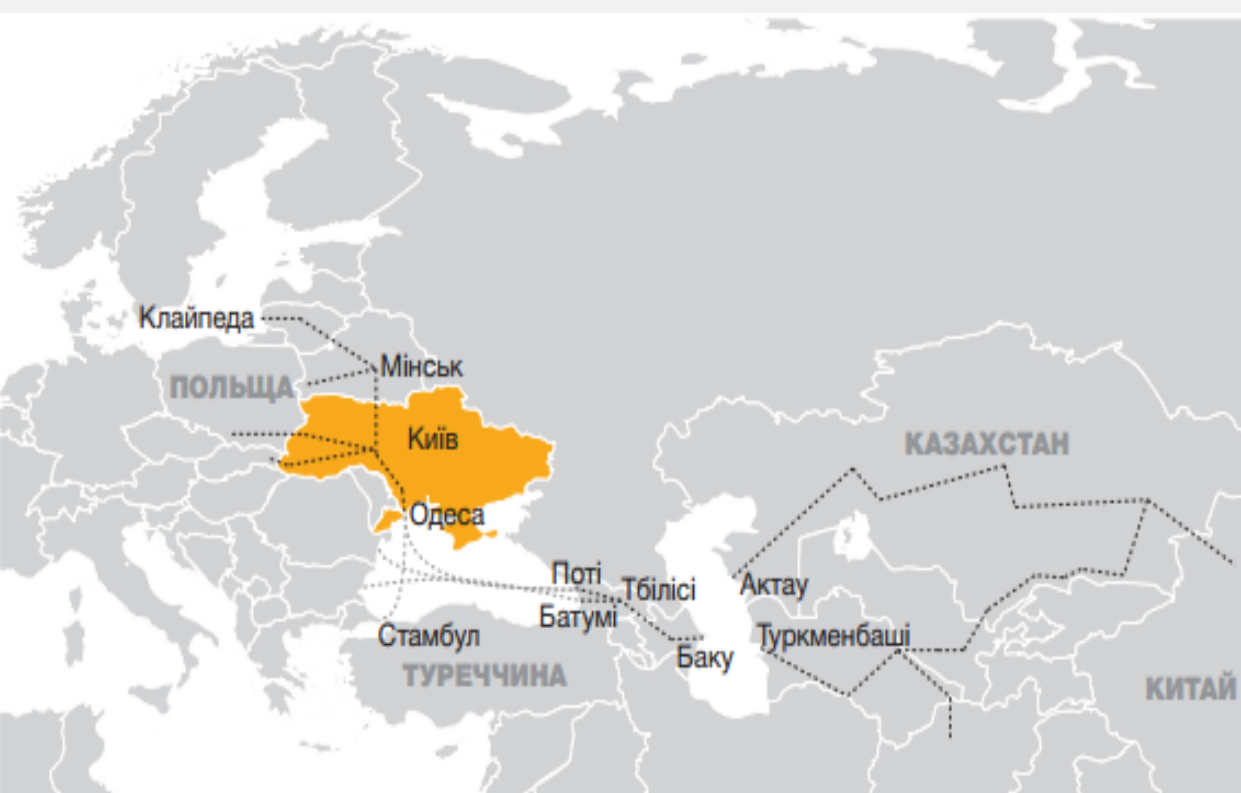 Клайпеда
Мінськ
ПОЛЬЩА
Київ
КАЗАХСТАН
Одеса
Поті
Тбілісі
Актау
Батумі
Стамбул
Туркменбаші
Баку
ТУРЕЧЧИНА
КИТАЙ